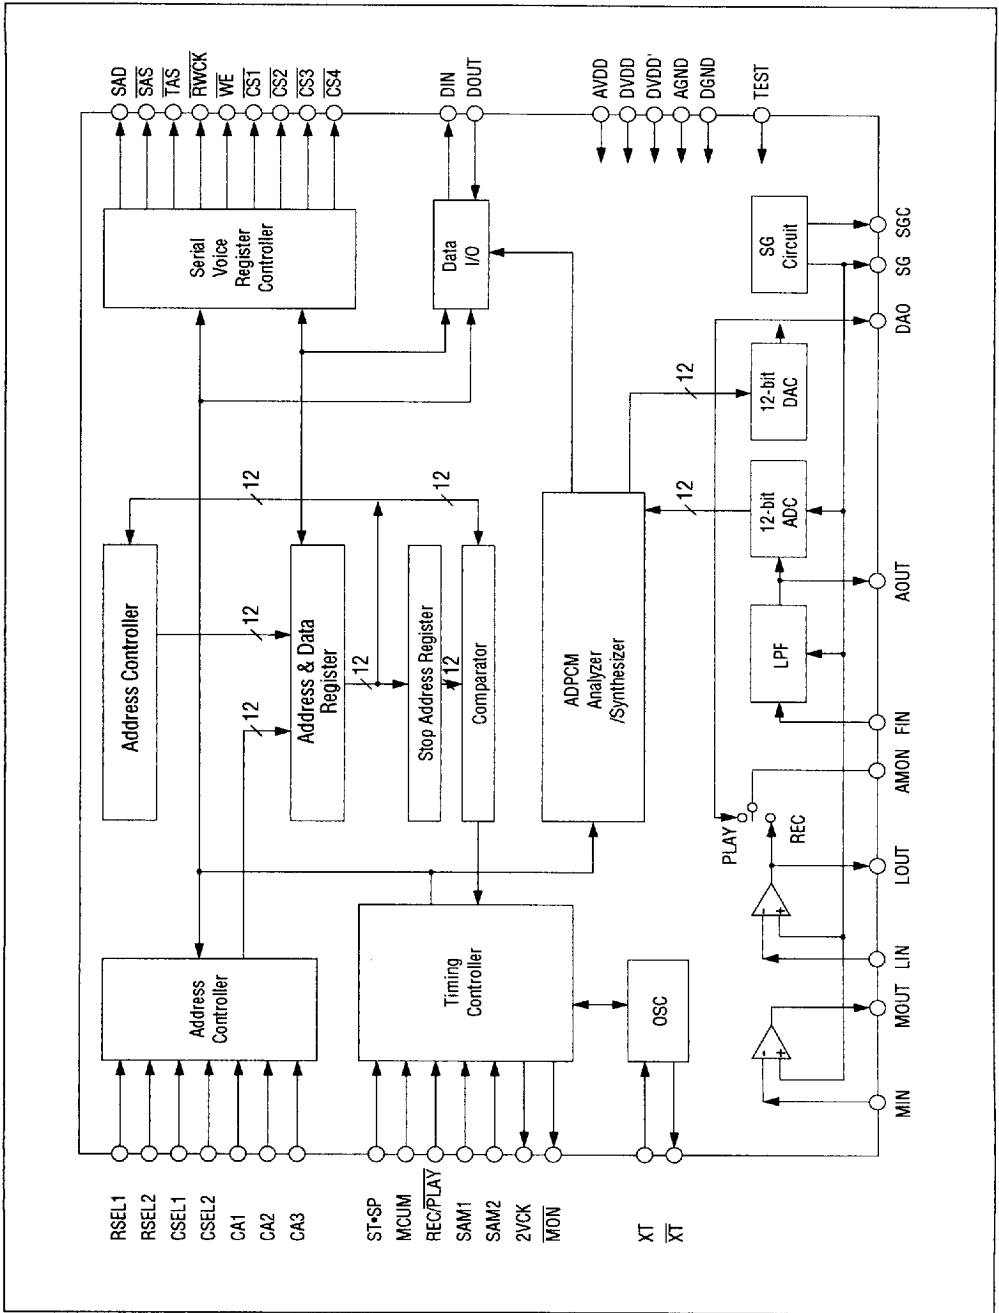 SAD
SAS
TAS
RWCK
WE
CS1
CS2
CS3
CS4
DIN
DOUT
AVDD
DVDD
DVDD'
AGND
DGND
TEST
Serial
Voice
Register
Controller
Data
I/O
SG
Circuit
SGC
SG
DAO
12
12-bit
DAC
12
12
12
12-bit
ADC
Address Controller
12
Address & Data
Register
12
Stop Address Register
12
Comparator
ADPCM
Analyzer
/Synthesizer
LPF
AOUT
FIN
AMON
12
PLAY
REC
LOUT
LIN
MOUT
MIN
-
+
-
+
Address
Controller
Timing
Controller
OSC
RSEL1
RSEL2
CSEL1
CSEL2
CA1
CA2
CA3
ST•SP
MCUM
REC/PLAY
SAM1
SAM2
2VCK
MON
XT
XT